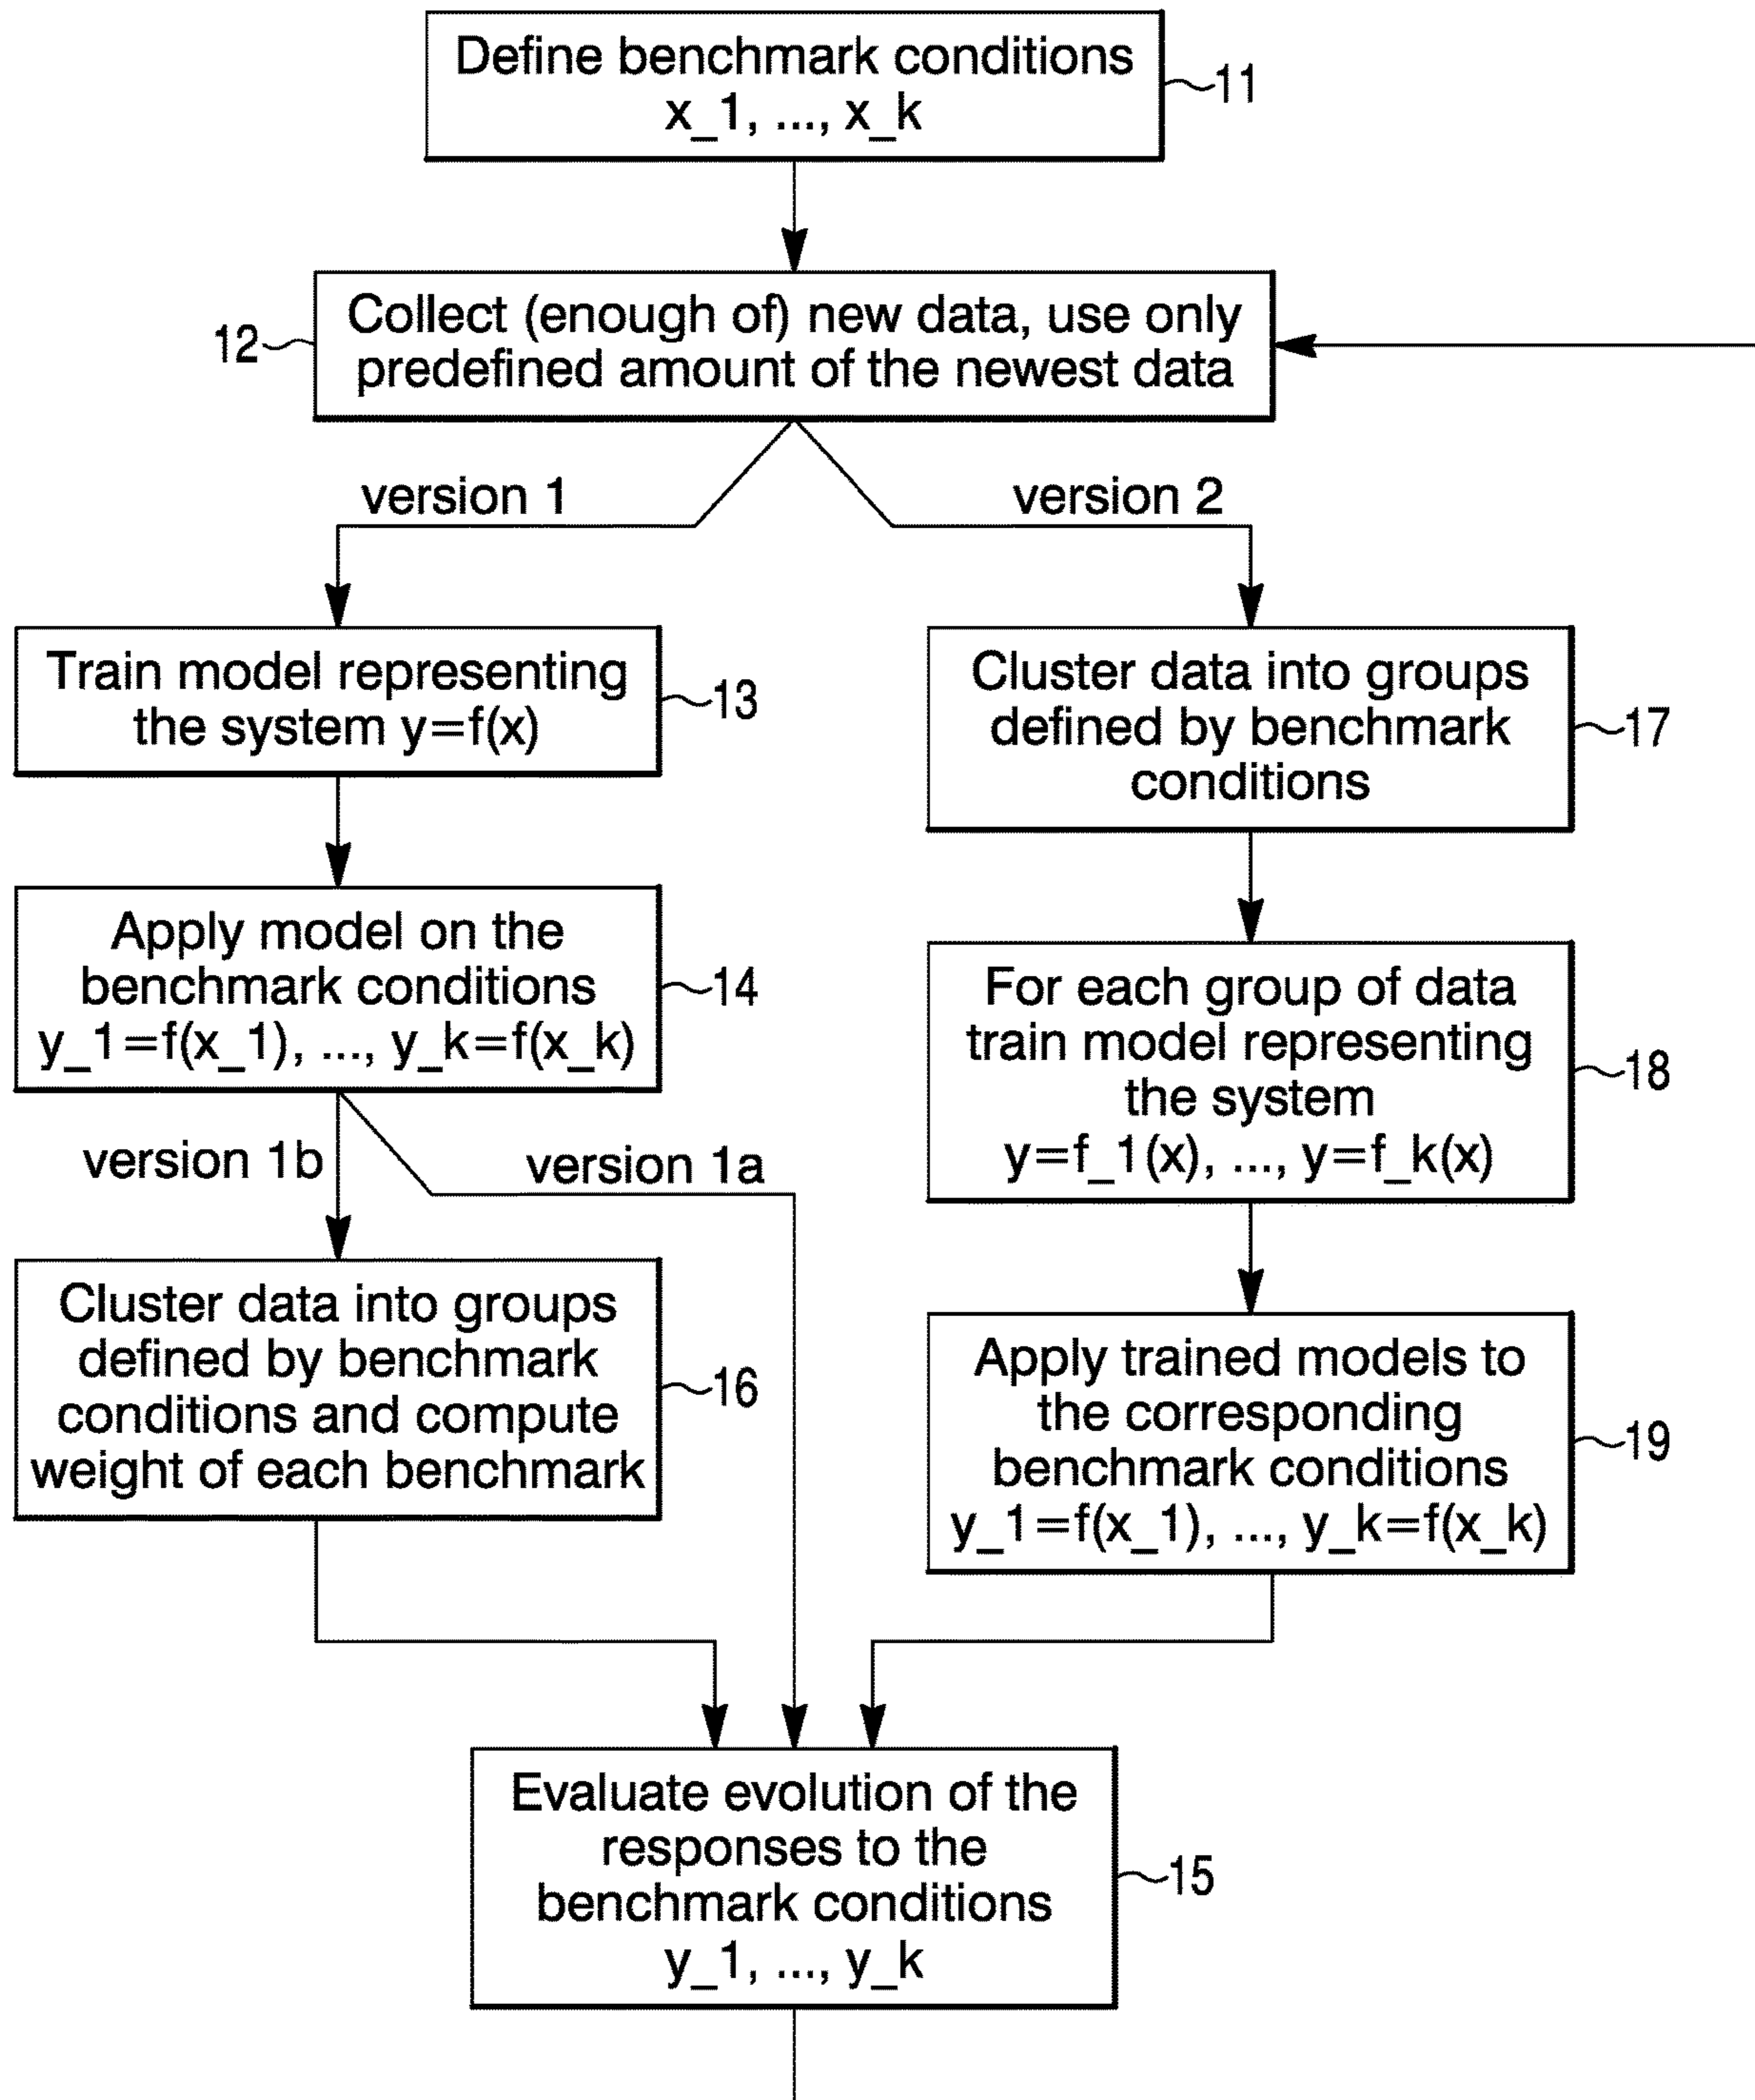 Define benchmark conditions
x_1, ..., x_k
11
Collect (enough of) new data, use only
predefined amount of the newest data
12
version 1
version 2
Train model representing
the system y=f(x)
13
Apply model on the
benchmark conditions
y_1=f(x_1), ..., y_k=f(x_k)
14
version 1b
version 1a
Cluster data into groups
defined by benchmark
conditions and compute
weight of each benchmark
16
Cluster data into groups
defined by benchmark
conditions
17
For each group of data
train model representing
the system
y=f_1(x), ..., y=f_k(x)
18
Apply trained models to
the corresponding
benchmark conditions
y_1=f(x_1), ..., y_k=f(x_k)
19
Evaluate evolution of the
responses to the
benchmark conditions
y_1, ..., y_k
15